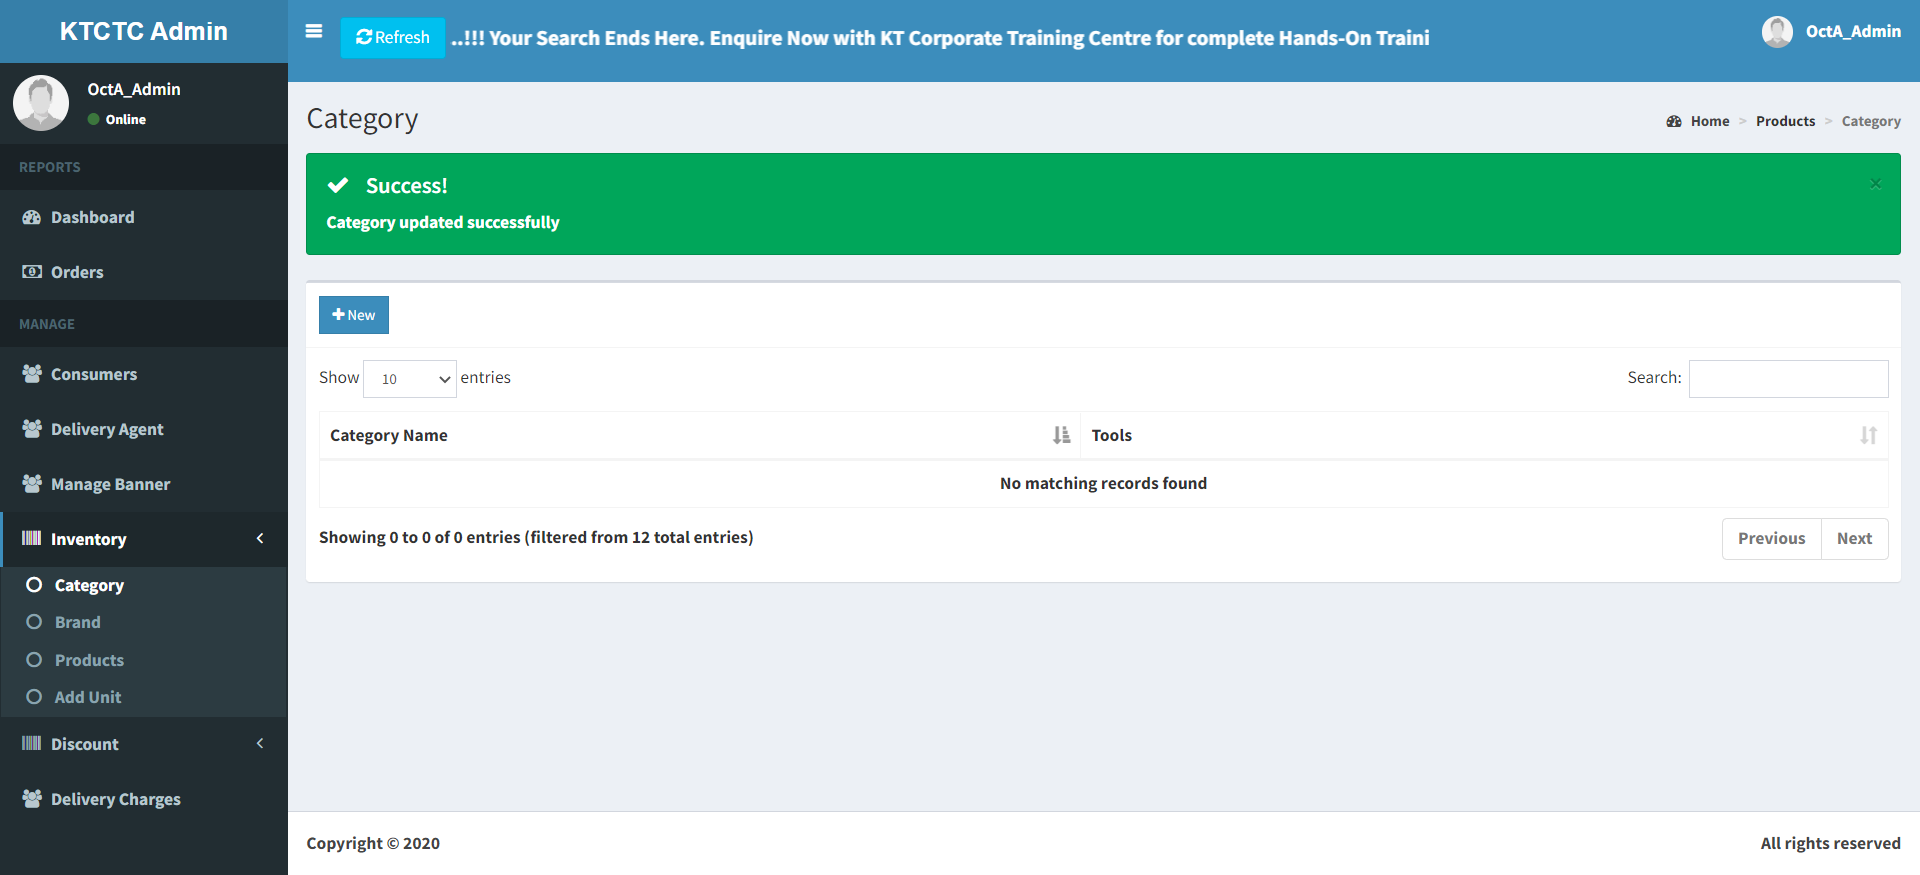 KTCTC Admin
Refresh
..!!! Your Search Ends Here. Enquire Now with KT Corporate Training Centre for complete Hands-On Traini
OctA_Admin
OctA_Admin
Online
REPORTS
Dashboard
Orders
MANAGE
Consumers
Delivery Agent
Manage Banner
Inventory
Category
Brand
Products
Add Unit
Discount
Delivery Charges
Category
Home > Products > Category
Success!
×
Category updated successfully
New
Show 10 entries
Search:
Category Name Tools
No matching records found
Showing 0 to 0 of 0 entries (filtered from 12 total entries)
Previous Next
Copyright © 2020
All rights reserved